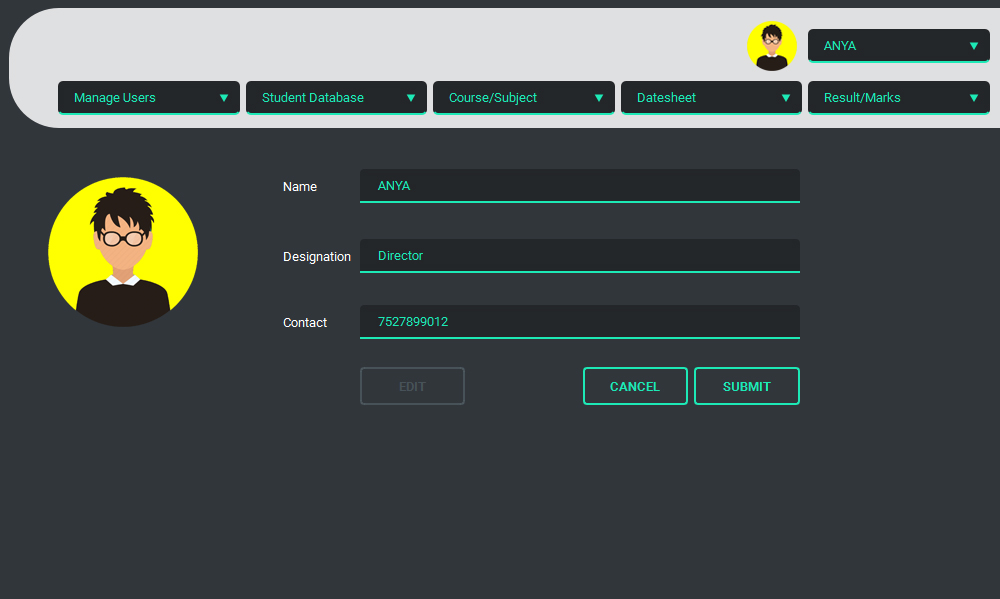 ANYA
Manage Users Student Database Course/Subject Datesheet Result/Marks
Name ANYA
Designation Director
Contact 7527899012
EDIT CANCEL SUBMIT